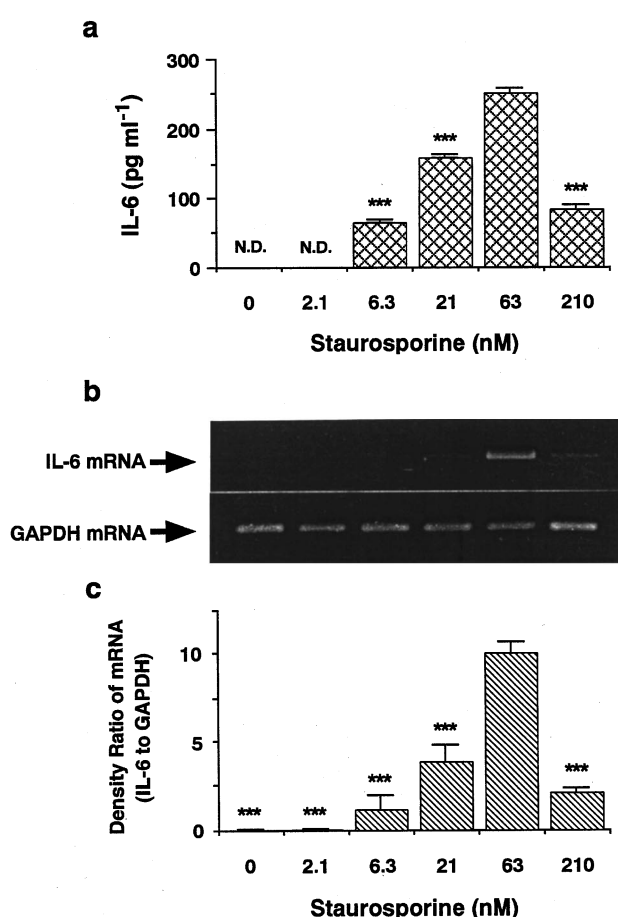 a
300
200
100
0
IL-6 (pg ml⁻¹)
N.D. N.D. *** *** ***
0 2.1 6.3 21 63 210
Staurosporine (nM)
b
IL-6 mRNA
GAPDH mRNA
c
10
5
0
Density Ratio of mRNA
(IL-6 to GAPDH)
*** *** *** *** ***
0 2.1 6.3 21 63 210
Staurosporine (nM)